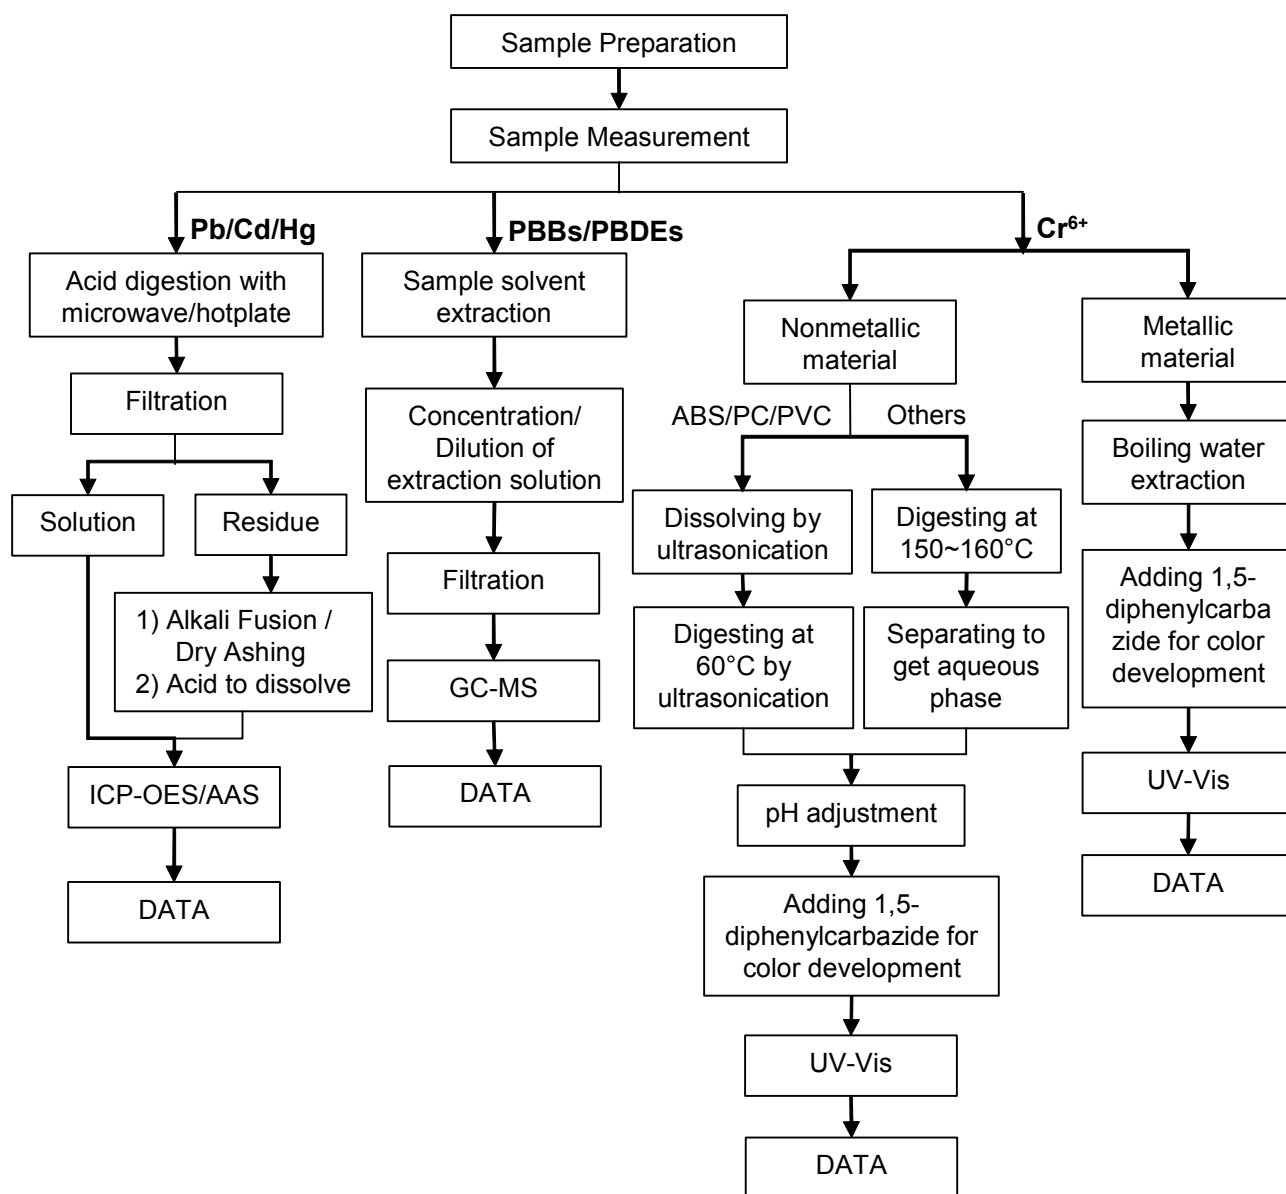 Sample Preparation
Sample Measurement
Pb/Cd/Hg
Acid digestion with
microwave/hotplate
Filtration
Solution
Residue
1) Alkali Fusion /
Dry Ashing
2) Acid to dissolve
ICP-OES/AAS
DATA
PBBs/PBDEs
Sample solvent
extraction
Concentration/
Dilution of
extraction solution
Filtration
GC-MS
DATA
Cr⁶⁺
Nonmetallic
material
ABS/PC/PVC
Others
Dissolving by
ultrasonication
Digesting at
60°C by
ultrasonication
Digesting at
150~160°C
Separating to
get aqueous
phase
pH adjustment
Adding 1,5-
diphenylcarbazide for
color development
UV-Vis
DATA
Metallic
material
Boiling water
extraction
Adding 1,5-
diphenylcarba
zide for color
development
UV-Vis
DATA